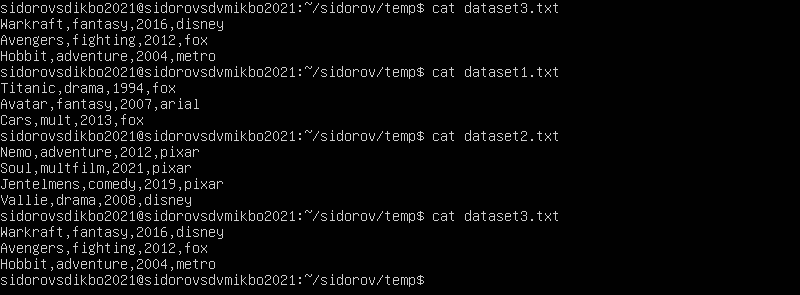 sidorovsdikbo2021@sidorovsdvmikbo2021:~/sidorov/temp$ cat dataset3.txt
Warkraft,fantasy,2016,disney
Avengers,fighting,2012,fox
Hobbit,adventure,2004,metro
sidorovsdikbo2021@sidorovsdvmikbo2021:~/sidorov/temp$ cat dataset1.txt
Titanic,drama,1994,fox
Avatar,fantasy,2007,arial
Cars,mult,2013,fox
sidorovsdikbo2021@sidorovsdvmikbo2021:~/sidorov/temp$ cat dataset2.txt
Nemo,adventure,2012,pixar
Soul,multfilm,2021,pixar
Jentelmens,comedy,2019,pixar
Vallie,drama,2008,disney
sidorovsdikbo2021@sidorovsdvmikbo2021:~/sidorov/temp$ cat dataset3.txt
Warkraft,fantasy,2016,disney
Avengers,fighting,2012,fox
Hobbit,adventure,2004,metro
sidorovsdikbo2021@sidorovsdvmikbo2021:~/sidorov/temp$